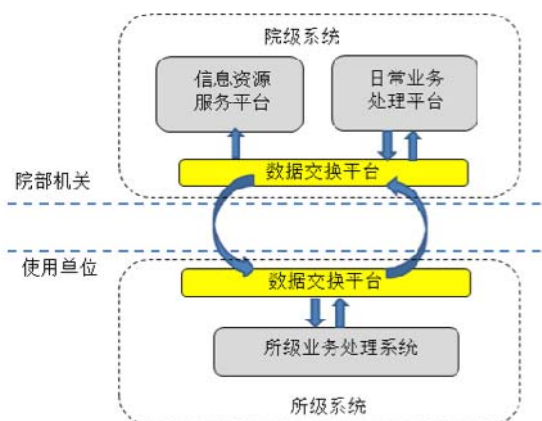 院级系统
信息资源
服务平台
日常业务
处理平台
数据交换平台
院部机关
使用单位
数据交换平台
所级业务处理系统
所级系统